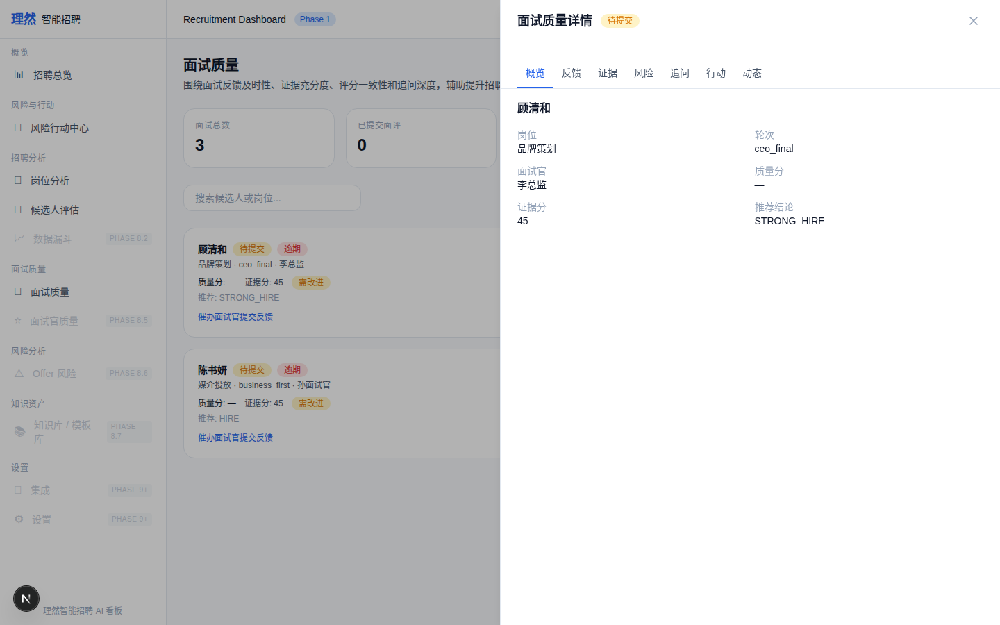 理然 智能招聘
概览
招聘总览
风险与行动
风险行动中心
招聘分析
岗位分析
候选人评估
数据漏斗 PHASE 8.2
面试质量
面试质量
面试官质量 PHASE 8.5
风险分析
Offer 风险 PHASE 8.6
知识资产
知识库 / 模板
库
PHASE
8.7
设置
集成 PHASE 9+
设置 PHASE 9+
理然智能招聘 AI 看板
Recruitment Dashboard Phase 1
面试质量
围绕面试反馈及时性、证据充分度、评分一致性和追问深度，辅助提升招聘
面试总数
3
已提交面评
0
搜索候选人或岗位...
顾清和 待提交 逾期
品牌策划 · ceo_final · 李总监
质量分: — 证据分: 45 需改进
推荐: STRONG_HIRE
催办面试官提交反馈
陈书妍 待提交 逾期
媒介投放 · business_first · 孙面试官
质量分: — 证据分: 45 需改进
推荐: HIRE
催办面试官提交反馈
面试质量详情 待提交
概览 反馈 证据 风险 追问 行动 动态
顾清和
岗位
品牌策划
轮次
ceo_final
面试官
李总监
质量分
—
证据分
45
推荐结论
STRONG_HIRE